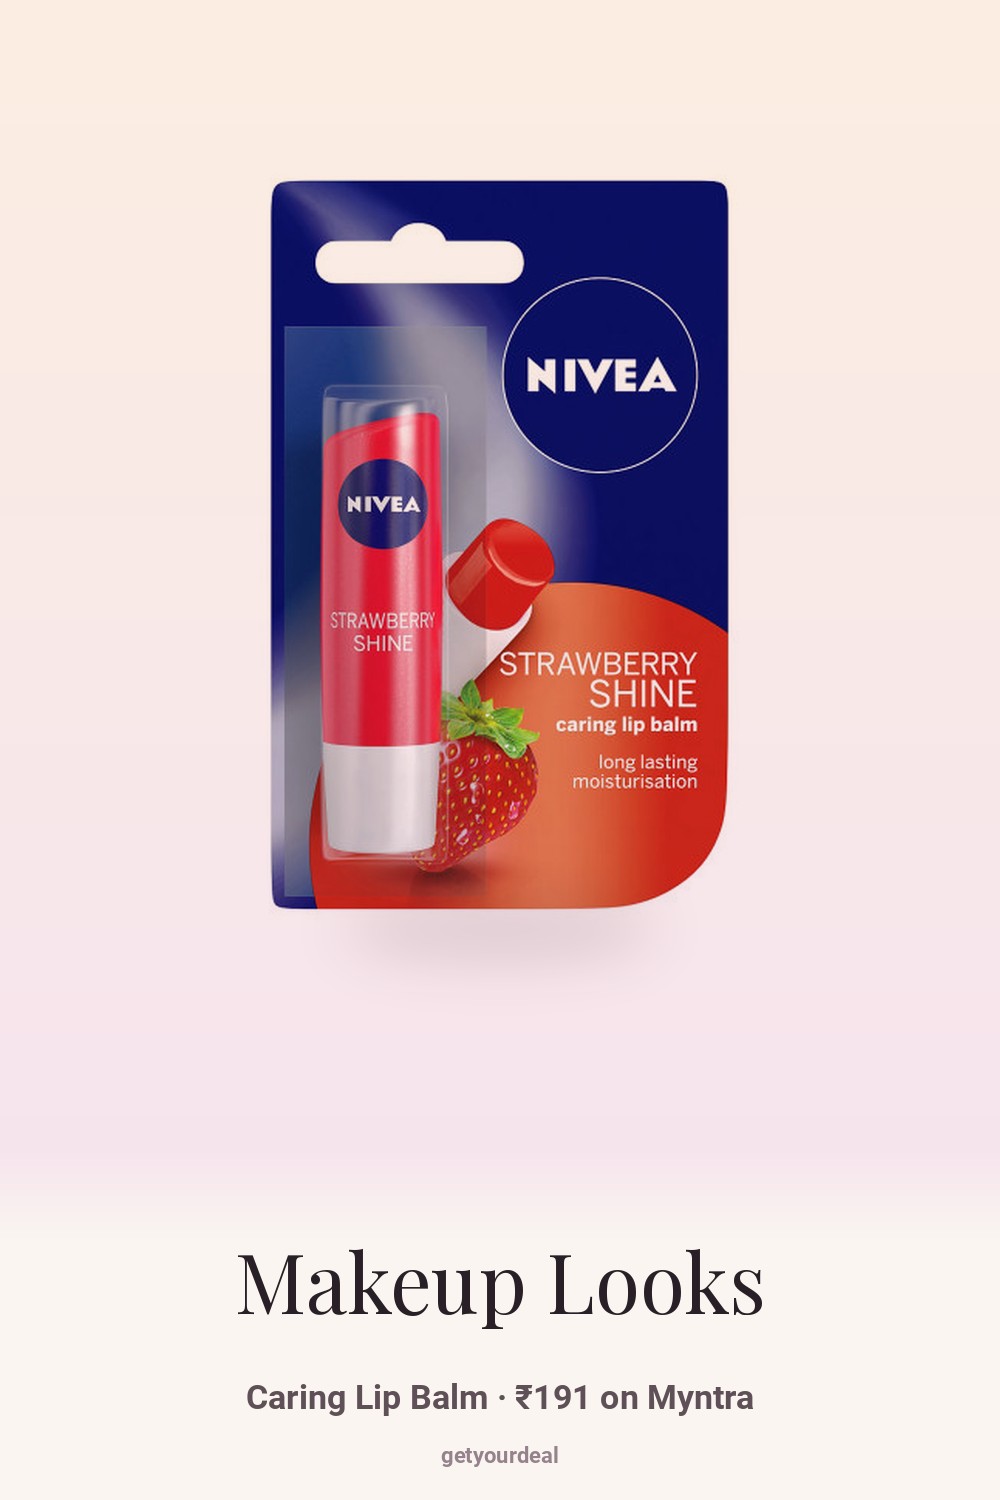 NIVEA
NIVEA
STRAWBERRY
SHINE
STRAWBERRY
SHINE
caring lip balm
long lasting
moisturisation
Makeup Looks
Caring Lip Balm · ₹191 on Myntra
getyourdeal